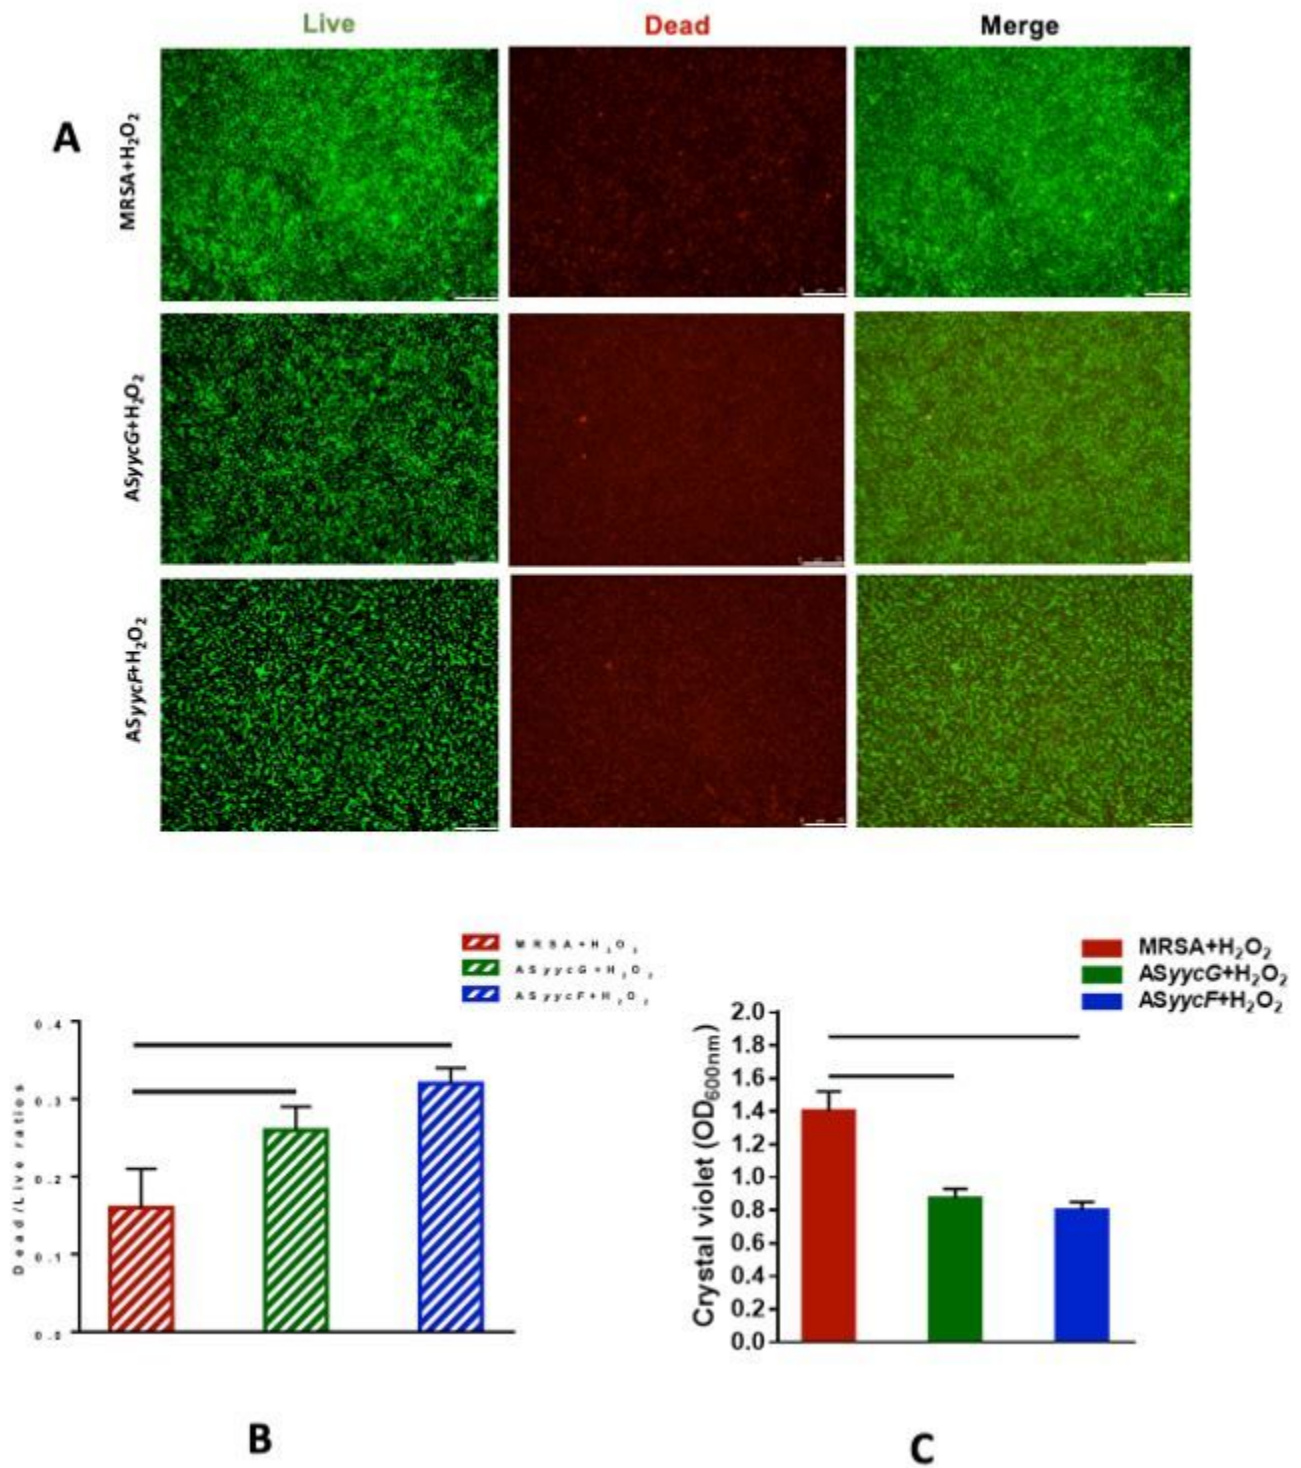 Live Dead Merge
A
MRSA+H₂O₂
ASyycG+H₂O₂
ASyycF+H₂O₂
MRSA+H₂O₂
ASyycG+H₂O₂
ASyycF+H₂O₂
Dead/Live ratios
0.4
0.3
0.2
0.1
0.0
B
MRSA+H₂O₂
ASyycG+H₂O₂
ASyycF+H₂O₂
Crystal violet (OD₆₀₀nm)
2.0
1.8
1.6
1.4
1.2
1.0
0.8
0.6
0.4
0.2
0.0
C